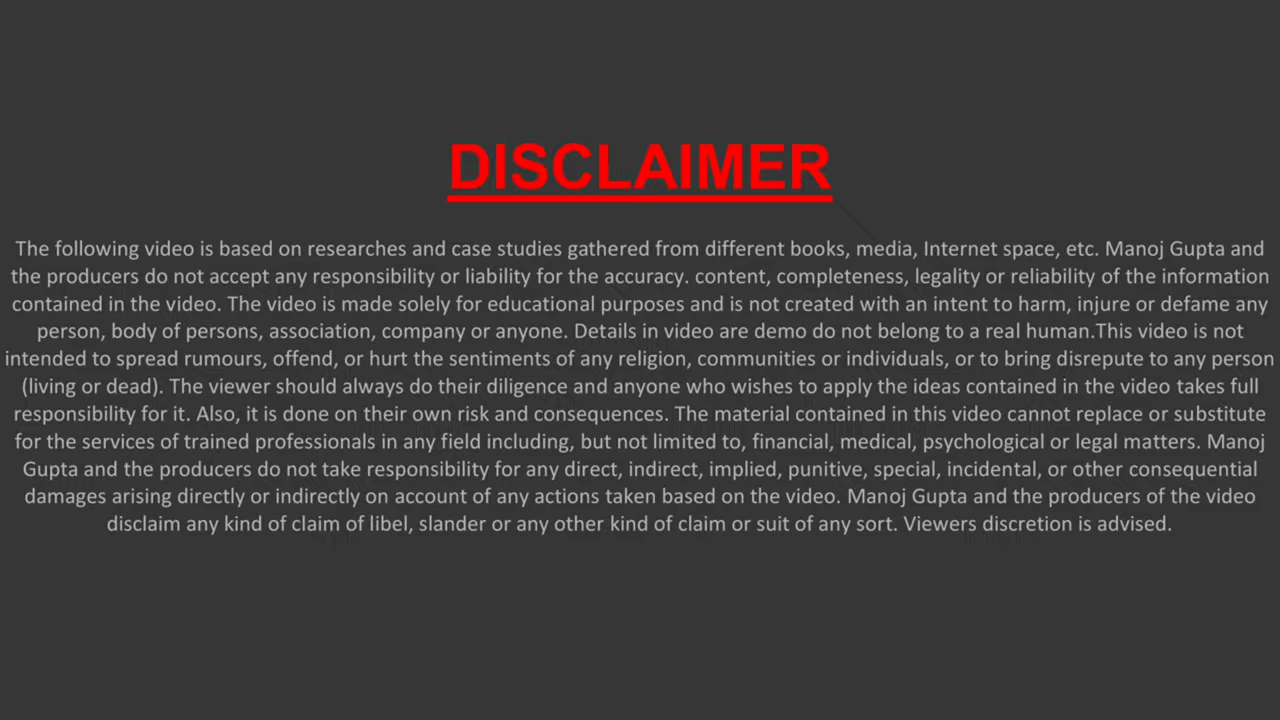 DISCLAIMER
The following video is based on researches and case studies gathered from different books, media, Internet space, etc. Manoj Gupta and
the producers do not accept any responsibility or liability for the accuracy. content, completeness, legality or reliability of the information
contained in the video. The video is made solely for educational purposes and is not created with an intent to harm, injure or defame any
person, body of persons, association, company or anyone. Details in video are demo do not belong to a real human.This video is not
intended to spread rumours, offend, or hurt the sentiments of any religion, communities or individuals, or to bring disrepute to any person
(living or dead). The viewer should always do their diligence and anyone who wishes to apply the ideas contained in the video takes full
responsibility for it. Also, it is done on their own risk and consequences. The material contained in this video cannot replace or substitute
for the services of trained professionals in any field including, but not limited to, financial, medical, psychological or legal matters. Manoj
Gupta and the producers do not take responsibility for any direct, indirect, implied, punitive, special, incidental, or other consequential
damages arising directly or indirectly on account of any actions taken based on the video. Manoj Gupta and the producers of the video
disclaim any kind of claim of libel, slander or any other kind of claim or suit of any sort. Viewers discretion is advised.